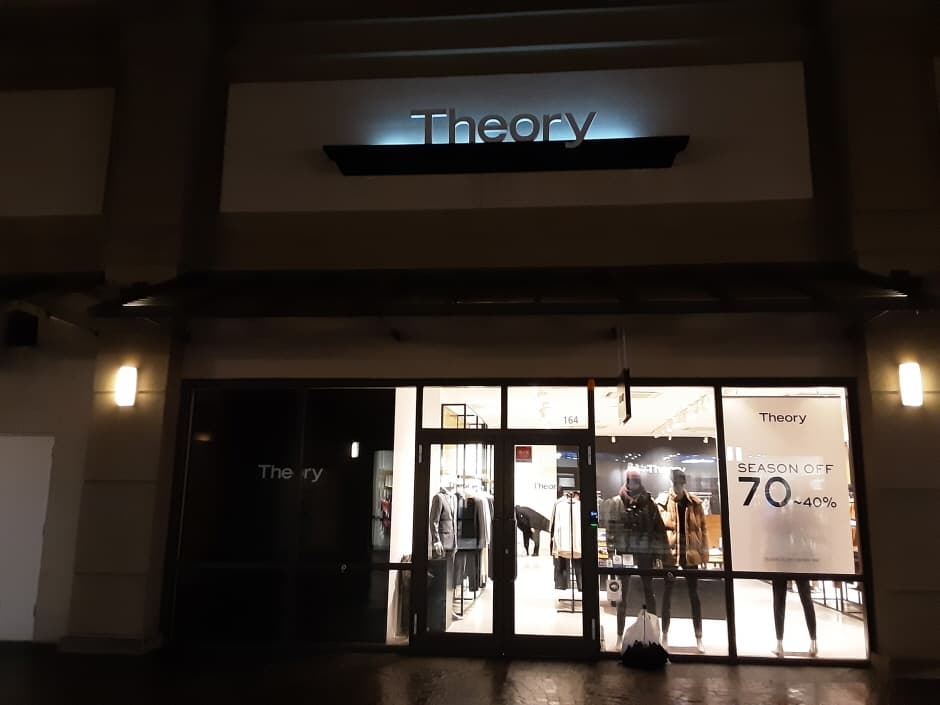 Theory
164
Theory
Theory
SEASON OFF
70~40%
Theory